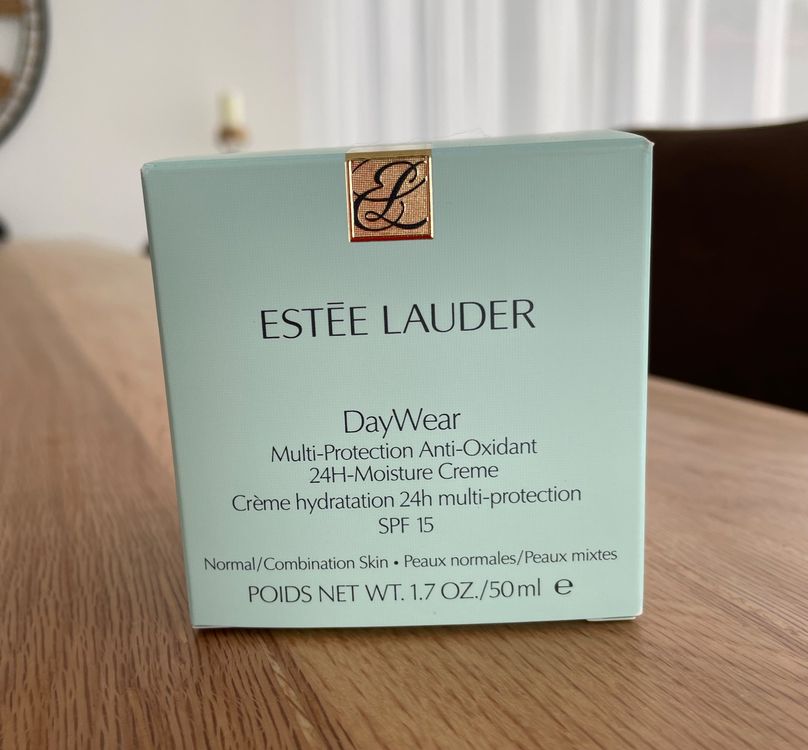 EL
ESTĒE LAUDER
DayWear
Multi-Protection Anti-Oxidant
24H-Moisture Creme
Crème hydratation 24h multi-protection
SPF 15
Normal/Combination Skin • Peaux normales/Peaux mixtes
POIDS NET WT. 1.7 OZ./50 ml ℮